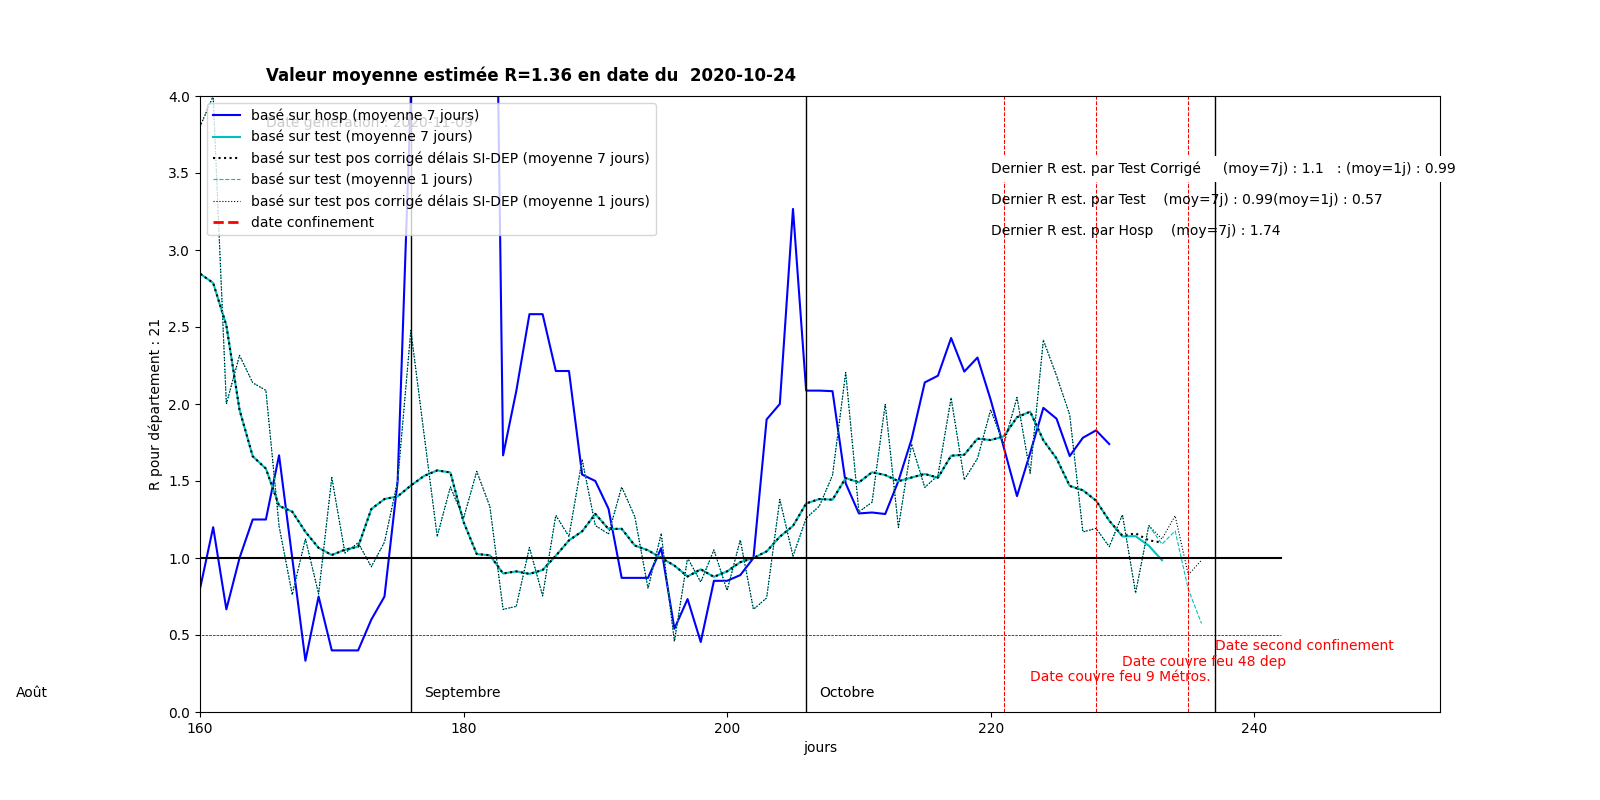 Valeur moyenne estimée R=1.36 en date du  2020-10-24
4.0
3.5
3.0
2.5
2.0
1.5
1.0
0.5
0.0
R pour département : 21
Date génération : 2020-11-09
basé sur hosp (moyenne 7 jours)
basé sur test (moyenne 7 jours)
basé sur test pos corrigé délais SI-DEP (moyenne 7 jours)
basé sur test (moyenne 1 jours)
basé sur test pos corrigé délais SI-DEP (moyenne 1 jours)
date confinement
Dernier R est. par Test Corrigé     (moy=7j) : 1.1   : (moy=1j) : 0.99
Dernier R est. par Test    (moy=7j) : 0.99(moy=1j) : 0.57
Dernier R est. par Hosp    (moy=7j) : 1.74
Date second confinement
Date couvre feu 48 dep
Date couvre feu 9 Métros.
Août
Septembre
Octobre
160
180
200
220
240
jours